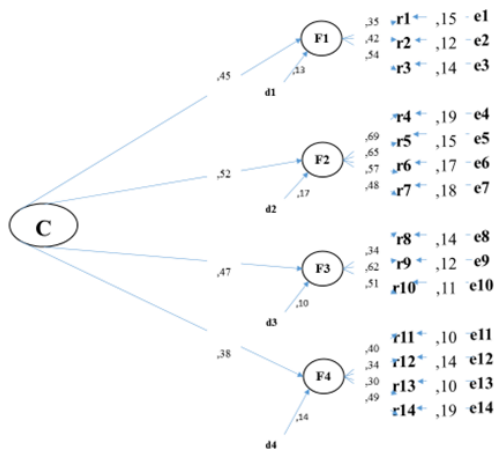 ,35 r1 ,15 e1
F1 ,42 r2 ,12 e2
,54 r3 ,14 e3
,45 ,13
d1
,69 r4 ,19 e4
F2 ,65 r5 ,15 e5
,57 r6 ,17 e6
,52 ,48 r7 ,18 e7
,17
d2
C
,34 r8 ,14 e8
F3 ,62 r9 ,12 e9
,47 ,51 r10 ,11 e10
,10
d3
,40 r11 ,10 e11
,38 ,34 r12 ,14 e12
F4 ,30 r13 ,10 e13
,49 r14 ,19 e14
,14
d4